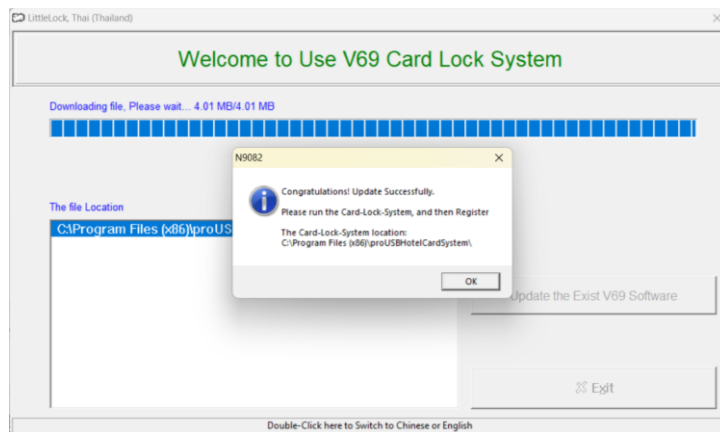 LittleLock, Thai (Thailand)
Welcome to Use V69 Card Lock System
Downloading file, Please wait... 4.01 MB/4.01 MB
N9082
Congratulations! Update Successfully.
Please run the Card-Lock-System, and then Register
The Card-Lock-System location:
C:\Program Files (x86)\proUSBHotelCardSystem\
OK
The file Location
C:\Program Files (x86)\proUS
Update the Exist V69 Software
Exit
Double-Click here to Switch to Chinese or English